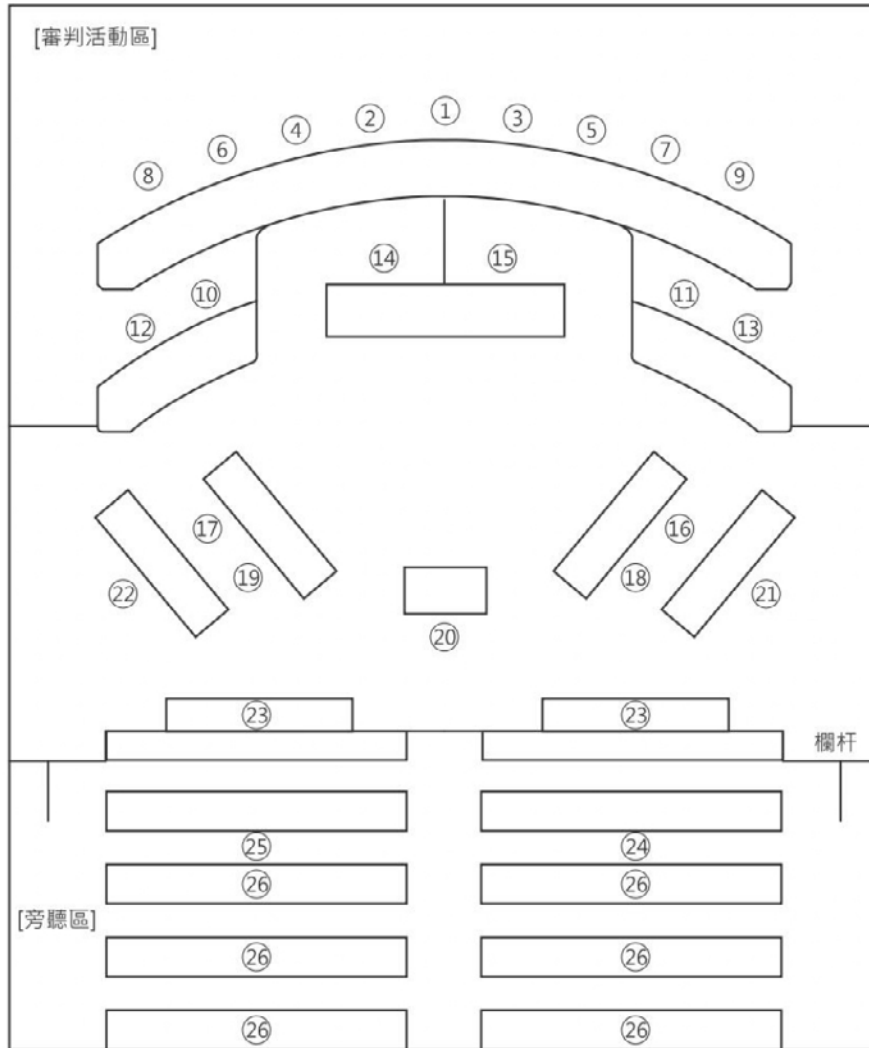 [審判活動區]
⑧ ⑥ ④ ② ① ③ ⑤ ⑦ ⑨
⑭ ⑮
⑫ ⑩ ⑪ ⑬
⑰ ⑯
㉒ ⑲ ⑱ ㉑
⑳
㉓ ㉓
欄杆
㉕ ㉔
㉖ ㉖
[旁聽區]
㉖ ㉖
㉖ ㉖